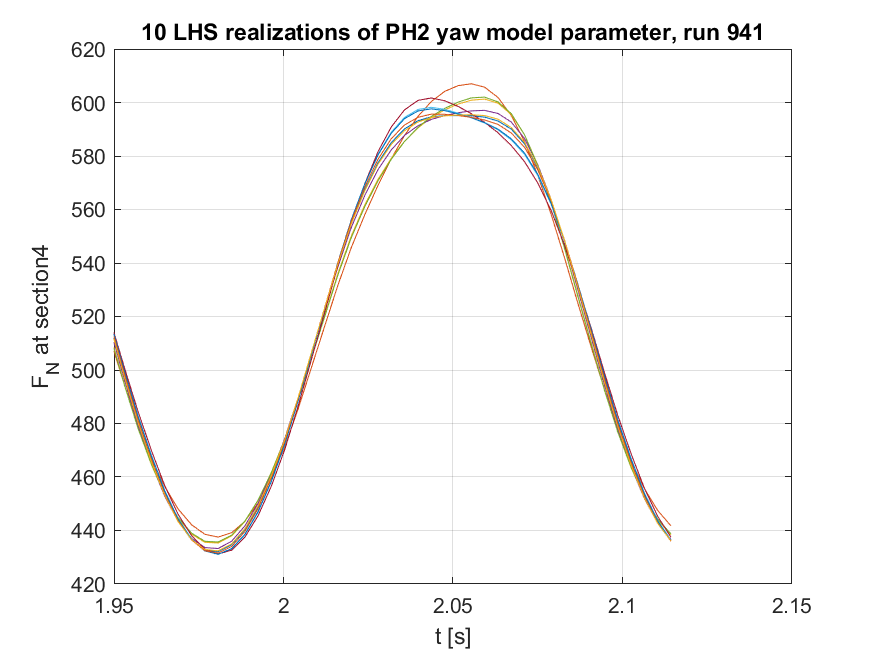 10 LHS realizations of PH2 yaw model parameter, run 941
620
600
580
560
540
520
500
480
460
440
420
F_N at section4
1.95 2 2.05 2.1 2.15
t [s]